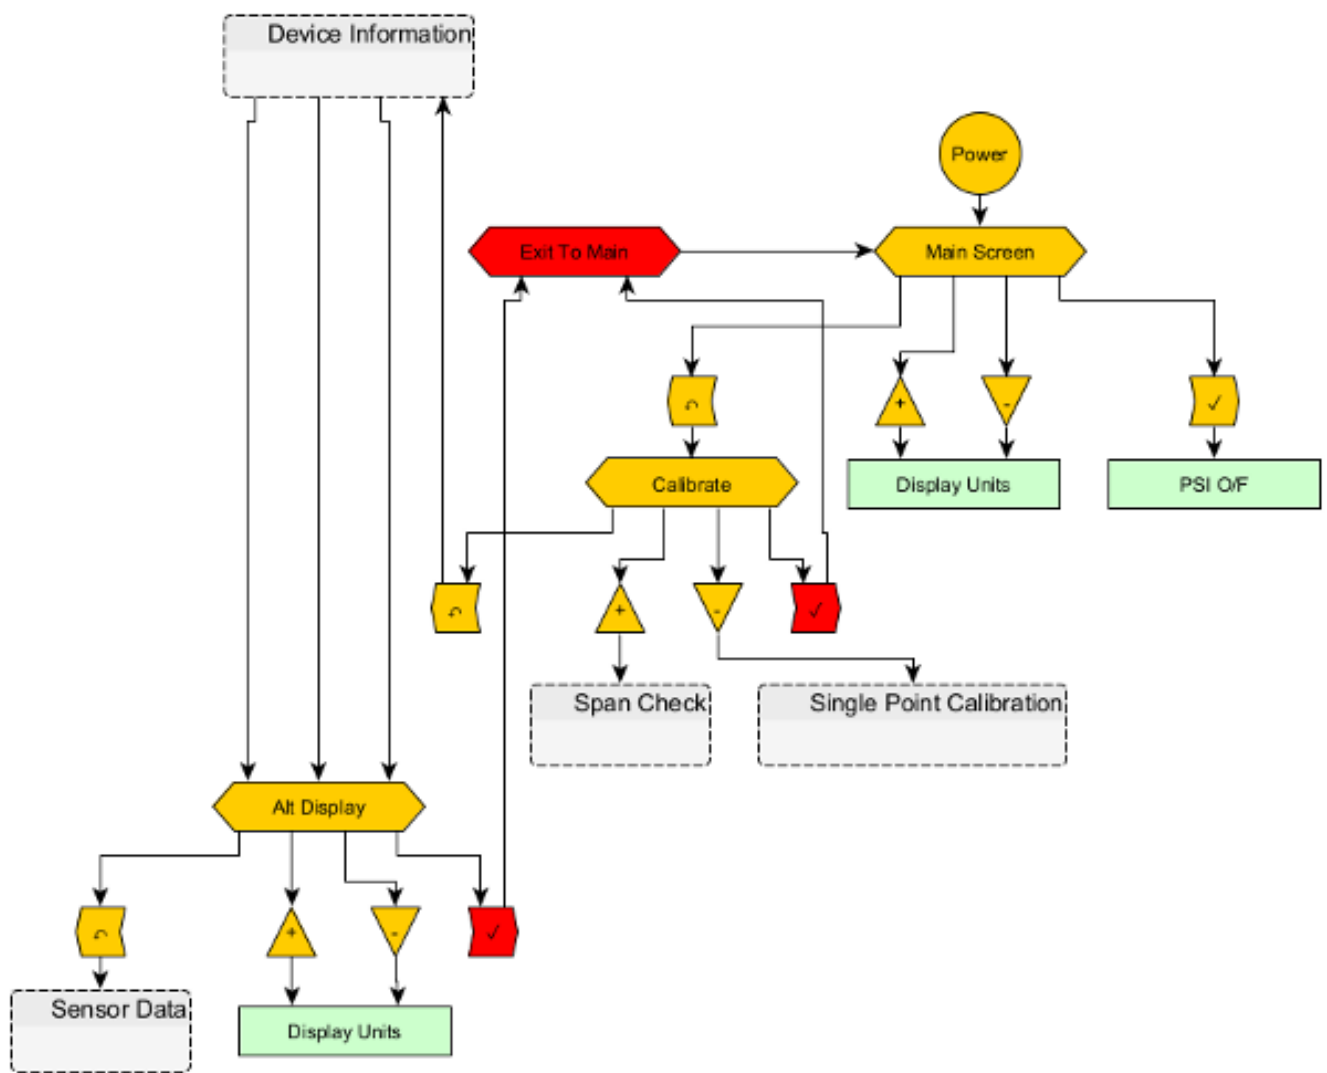 Device Information
Power
Exit To Main
Main Screen
+
-
✓
Calibrate
Display Units
PSI O/F
+
-
✓
Span Check
Single Point Calibration
Alt Display
+
-
✓
Sensor Data
Display Units